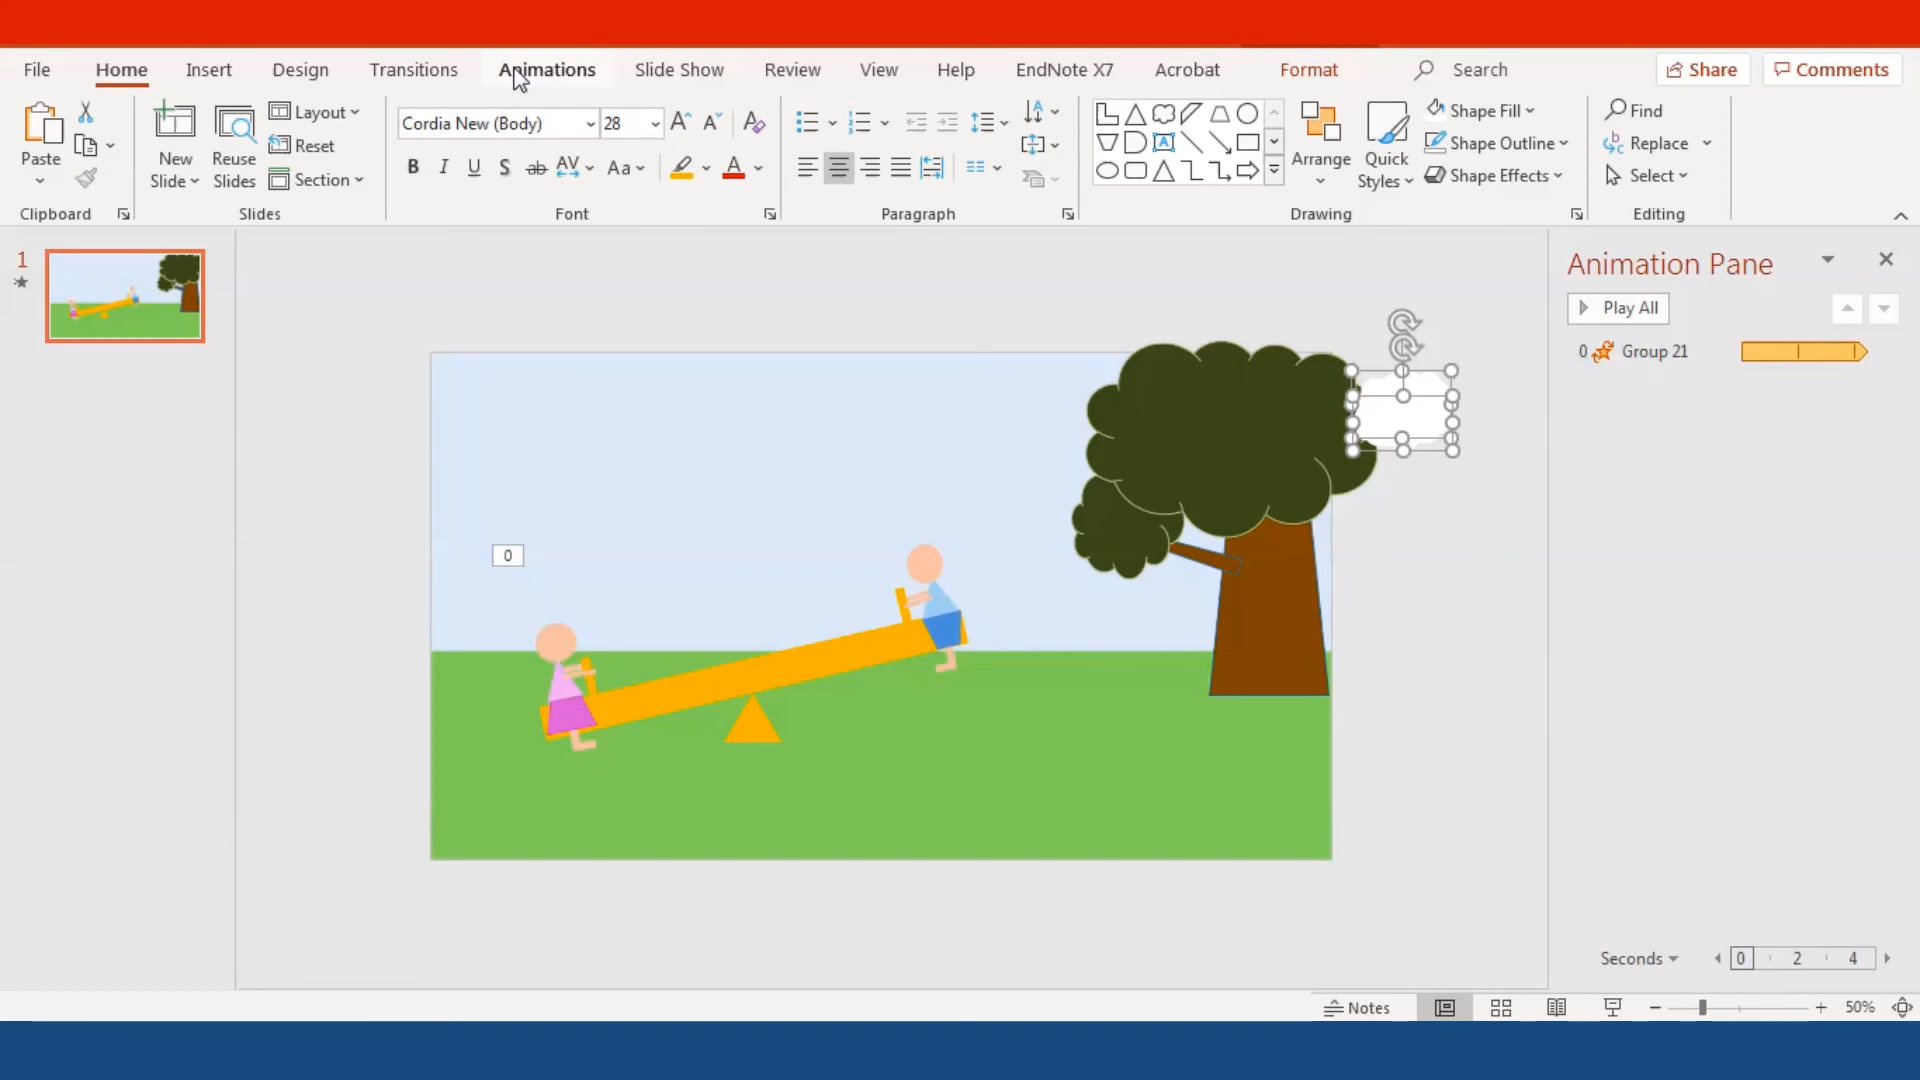 File Home Insert Design Transitions Animations Slide Show Review View Help EndNote X7 Acrobat Format Search Share Comments
Paste
New Slide
Reuse Slides
Layout
Reset
Section
Cordia New (Body) 28
B I U S ab AV Aa A
Shape Fill
Shape Outline
Shape Effects
Arrange
Quick Styles
Find
Replace
Select
Clipboard Slides Font Paragraph Drawing Editing
1
0
Animation Pane
Play All
0 Group 21
Seconds 0 2 4
Notes 50%